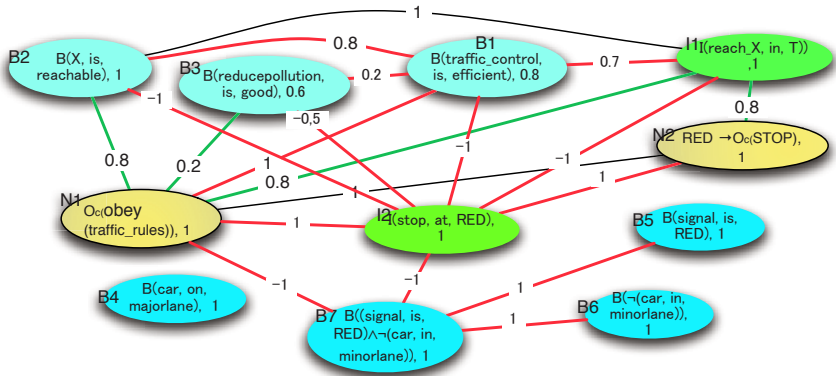 1
B2
B(X, is,
reachable), 1
0.8
B1
B(traffic_control,
is, efficient), 0.8
0.7
I1
I(reach_X, in, T))
,1
B3
B(reducepollution,
is, good), 0.6
0.2
−1
−0,5
−1
0.8
N2
RED →Oc(STOP),
1
0.8
0.2
1
0.8
−1
1
1
N1
Oc(obey
(traffic_rules)), 1
1
I2
I(stop, at, RED),
1
B5
B(signal, is,
RED), 1
−1
−1
1
B4
B(car, on,
majorlane), 1
B7
B((signal, is,
RED)∧¬(car, in,
minorlane)), 1
1
B6
B(¬(car, in,
minorlane)),
1